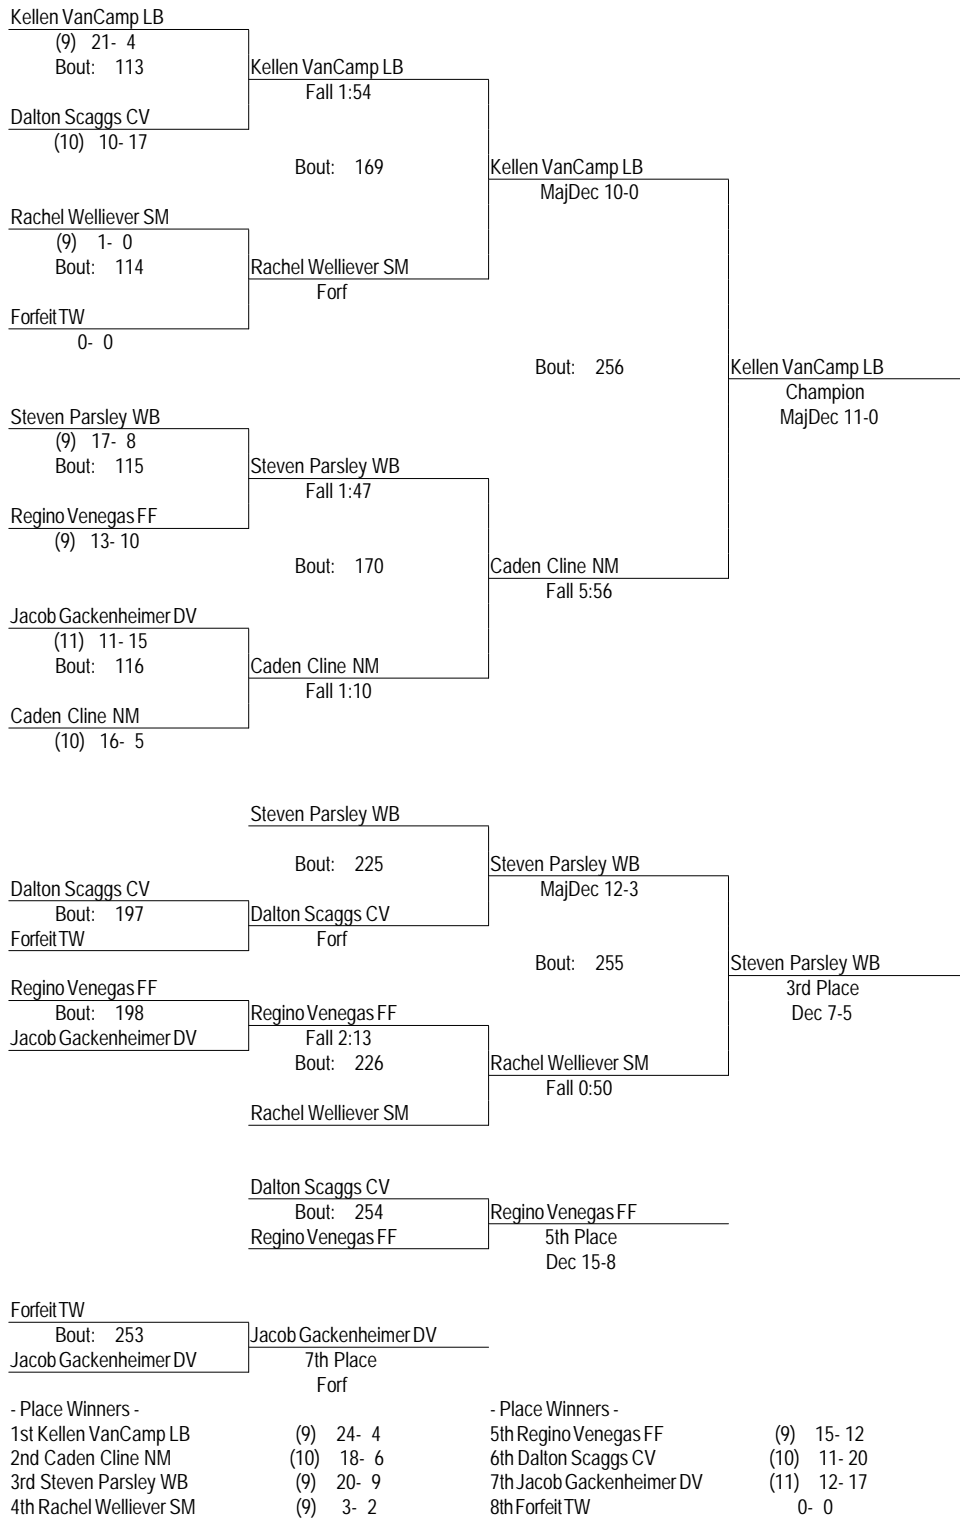 Kellen VanCamp LB
(9) 21- 4
Bout: 113
Kellen VanCamp LB
Fall 1:54
Dalton Scaggs CV
(10) 10- 17
Bout: 169
Kellen VanCamp LB
MajDec 10-0
Rachel Welliever SM
(9) 1- 0
Bout: 114
Rachel Welliever SM
Forf
Forfeit TW
0- 0
Bout: 256
Kellen VanCamp LB
Champion
MajDec 11-0
Steven Parsley WB
(9) 17- 8
Bout: 115
Steven Parsley WB
Fall 1:47
Regino Venegas FF
(9) 13- 10
Bout: 170
Caden Cline NM
Fall 5:56
Jacob Gackenheimer DV
(11) 11- 15
Bout: 116
Caden Cline NM
Fall 1:10
Caden Cline NM
(10) 16- 5
Steven Parsley WB
Bout: 225
Steven Parsley WB
MajDec 12-3
Dalton Scaggs CV
Bout: 197
Dalton Scaggs CV
Forfeit TW
Forf
Bout: 255
Steven Parsley WB
3rd Place
Dec 7-5
Regino Venegas FF
Bout: 198
Regino Venegas FF
Jacob Gackenheimer DV
Fall 2:13
Bout: 226
Rachel Welliever SM
Fall 0:50
Rachel Welliever SM
Dalton Scaggs CV
Bout: 254
Regino Venegas FF
Regino Venegas FF
5th Place
Dec 15-8
Forfeit TW
Bout: 253
Jacob Gackenheimer DV
Jacob Gackenheimer DV
7th Place
Forf
- Place Winners -
1st Kellen VanCamp LB (9) 24- 4
2nd Caden Cline NM (10) 18- 6
3rd Steven Parsley WB (9) 20- 9
4th Rachel Welliever SM (9) 3- 2
- Place Winners -
5th Regino Venegas FF (9) 15- 12
6th Dalton Scaggs CV (10) 11- 20
7th Jacob Gackenheimer DV (11) 12- 17
8th Forfeit TW 0- 0